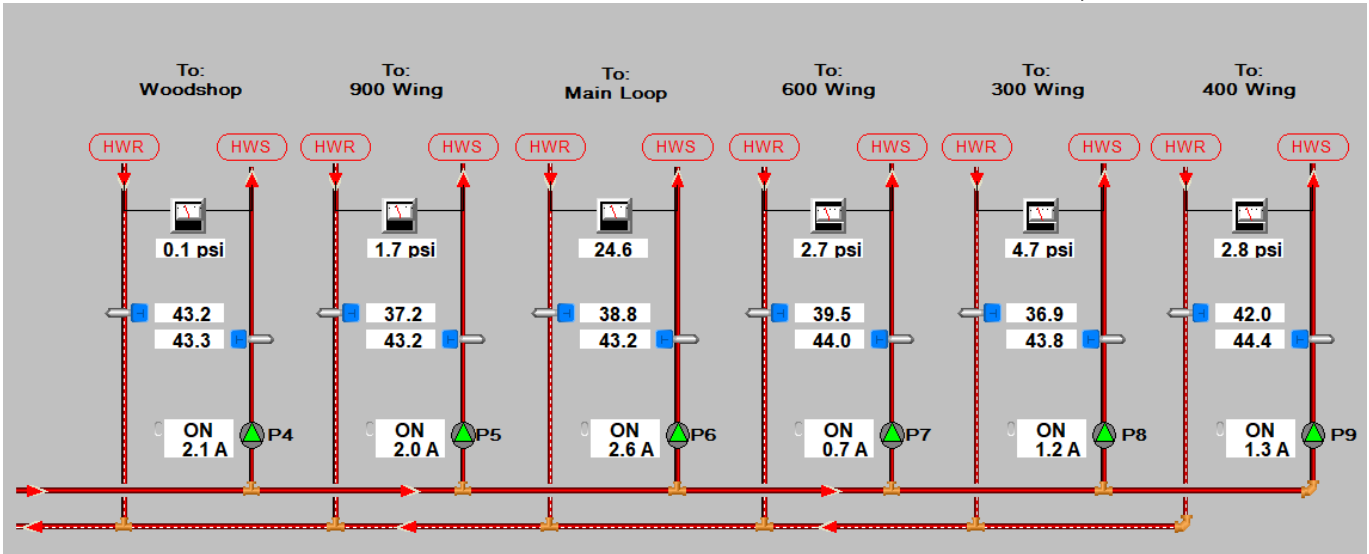 To:
Woodshop
To:
900 Wing
To:
Main Loop
To:
600 Wing
To:
300 Wing
To:
400 Wing
HWR HWS HWR HWS HWR HWS HWR HWS HWR HWS HWR HWS
0.1 psi 1.7 psi 24.6 2.7 psi 4.7 psi 2.8 psi
43.2 37.2 38.8 39.5 36.9 42.0
43.3 43.2 43.2 44.0 43.8 44.4
ON P4 ON P5 ON P6 ON P7 ON P8 ON P9
2.1 A 2.0 A 2.6 A 0.7 A 1.2 A 1.3 A